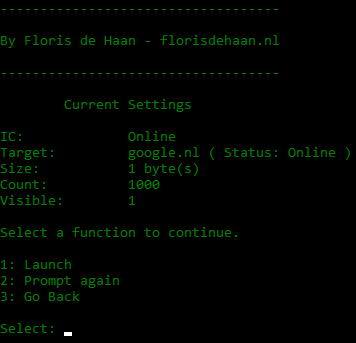 -----------------------------------
By Floris de Haan - florisdehaan.nl
-----------------------------------
Current Settings
IC: Online
Target: google.nl ( Status: Online )
Size: 1 byte(s)
Count: 1000
Visible: 1
Select a function to continue.
1: Launch
2: Prompt again
3: Go Back
Select: